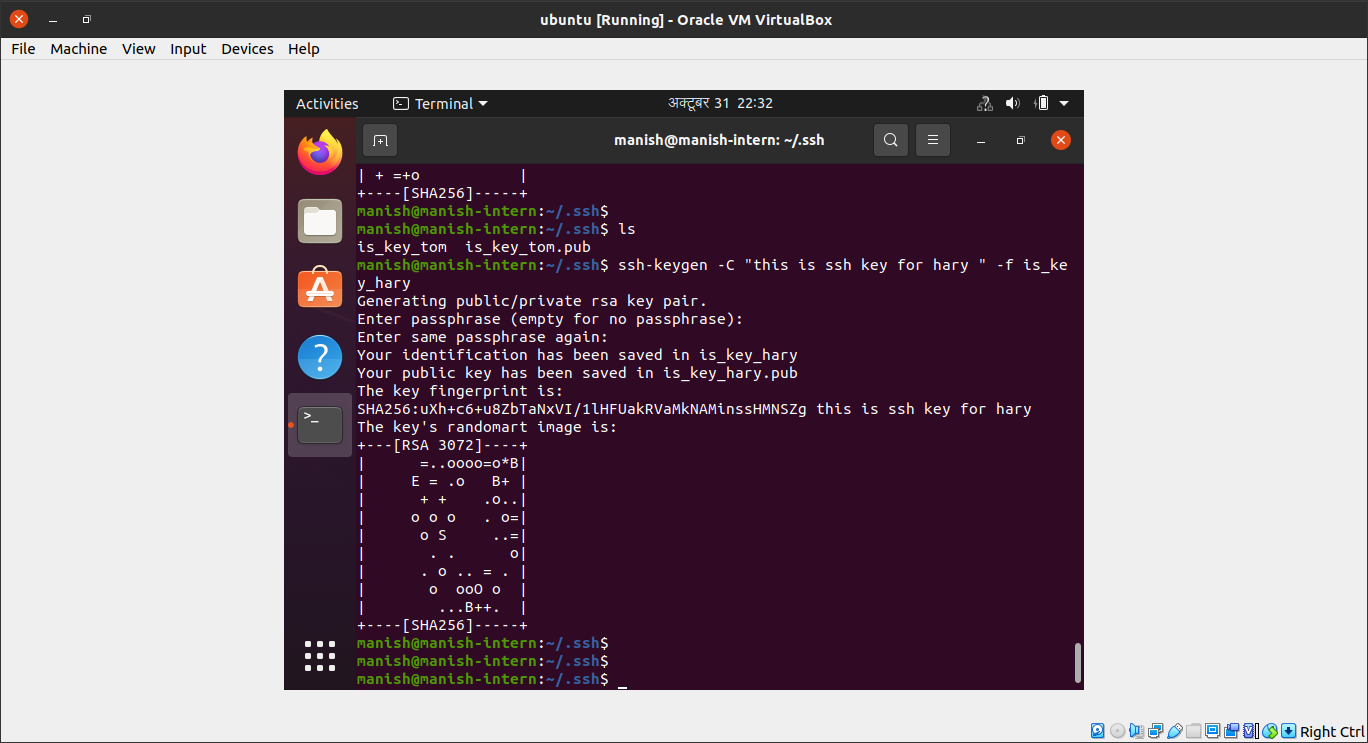 ubuntu [Running] - Oracle VM VirtualBox
File Machine View Input Devices Help
Activities Terminal अक्टूबर 31 22:32
manish@manish-intern: ~/.ssh
| + =+o           |
+----[SHA256]-----+
manish@manish-intern:~/.ssh$
manish@manish-intern:~/.ssh$ ls
is_key_tom  is_key_tom.pub
manish@manish-intern:~/.ssh$ ssh-keygen -C "this is ssh key for hary " -f is_ke
y_hary
Generating public/private rsa key pair.
Enter passphrase (empty for no passphrase):
Enter same passphrase again:
Your identification has been saved in is_key_hary
Your public key has been saved in is_key_hary.pub
The key fingerprint is:
SHA256:uXh+c6+u8ZbTaNxVI/1lHFUakRVaMkNAMinssHMNSZg this is ssh key for hary
The key's randomart image is:
+---[RSA 3072]----+
|      =..oooo=o*B|
|     E = .o   B+ |
|      + +    .o..|
|     o o o   . o=|
|      o S     ..=|
|       . .      o|
|      . o .. = . |
|       o  ooO o  |
|        ...B++.  |
+----[SHA256]-----+
manish@manish-intern:~/.ssh$
manish@manish-intern:~/.ssh$
manish@manish-intern:~/.ssh$
Right Ctrl